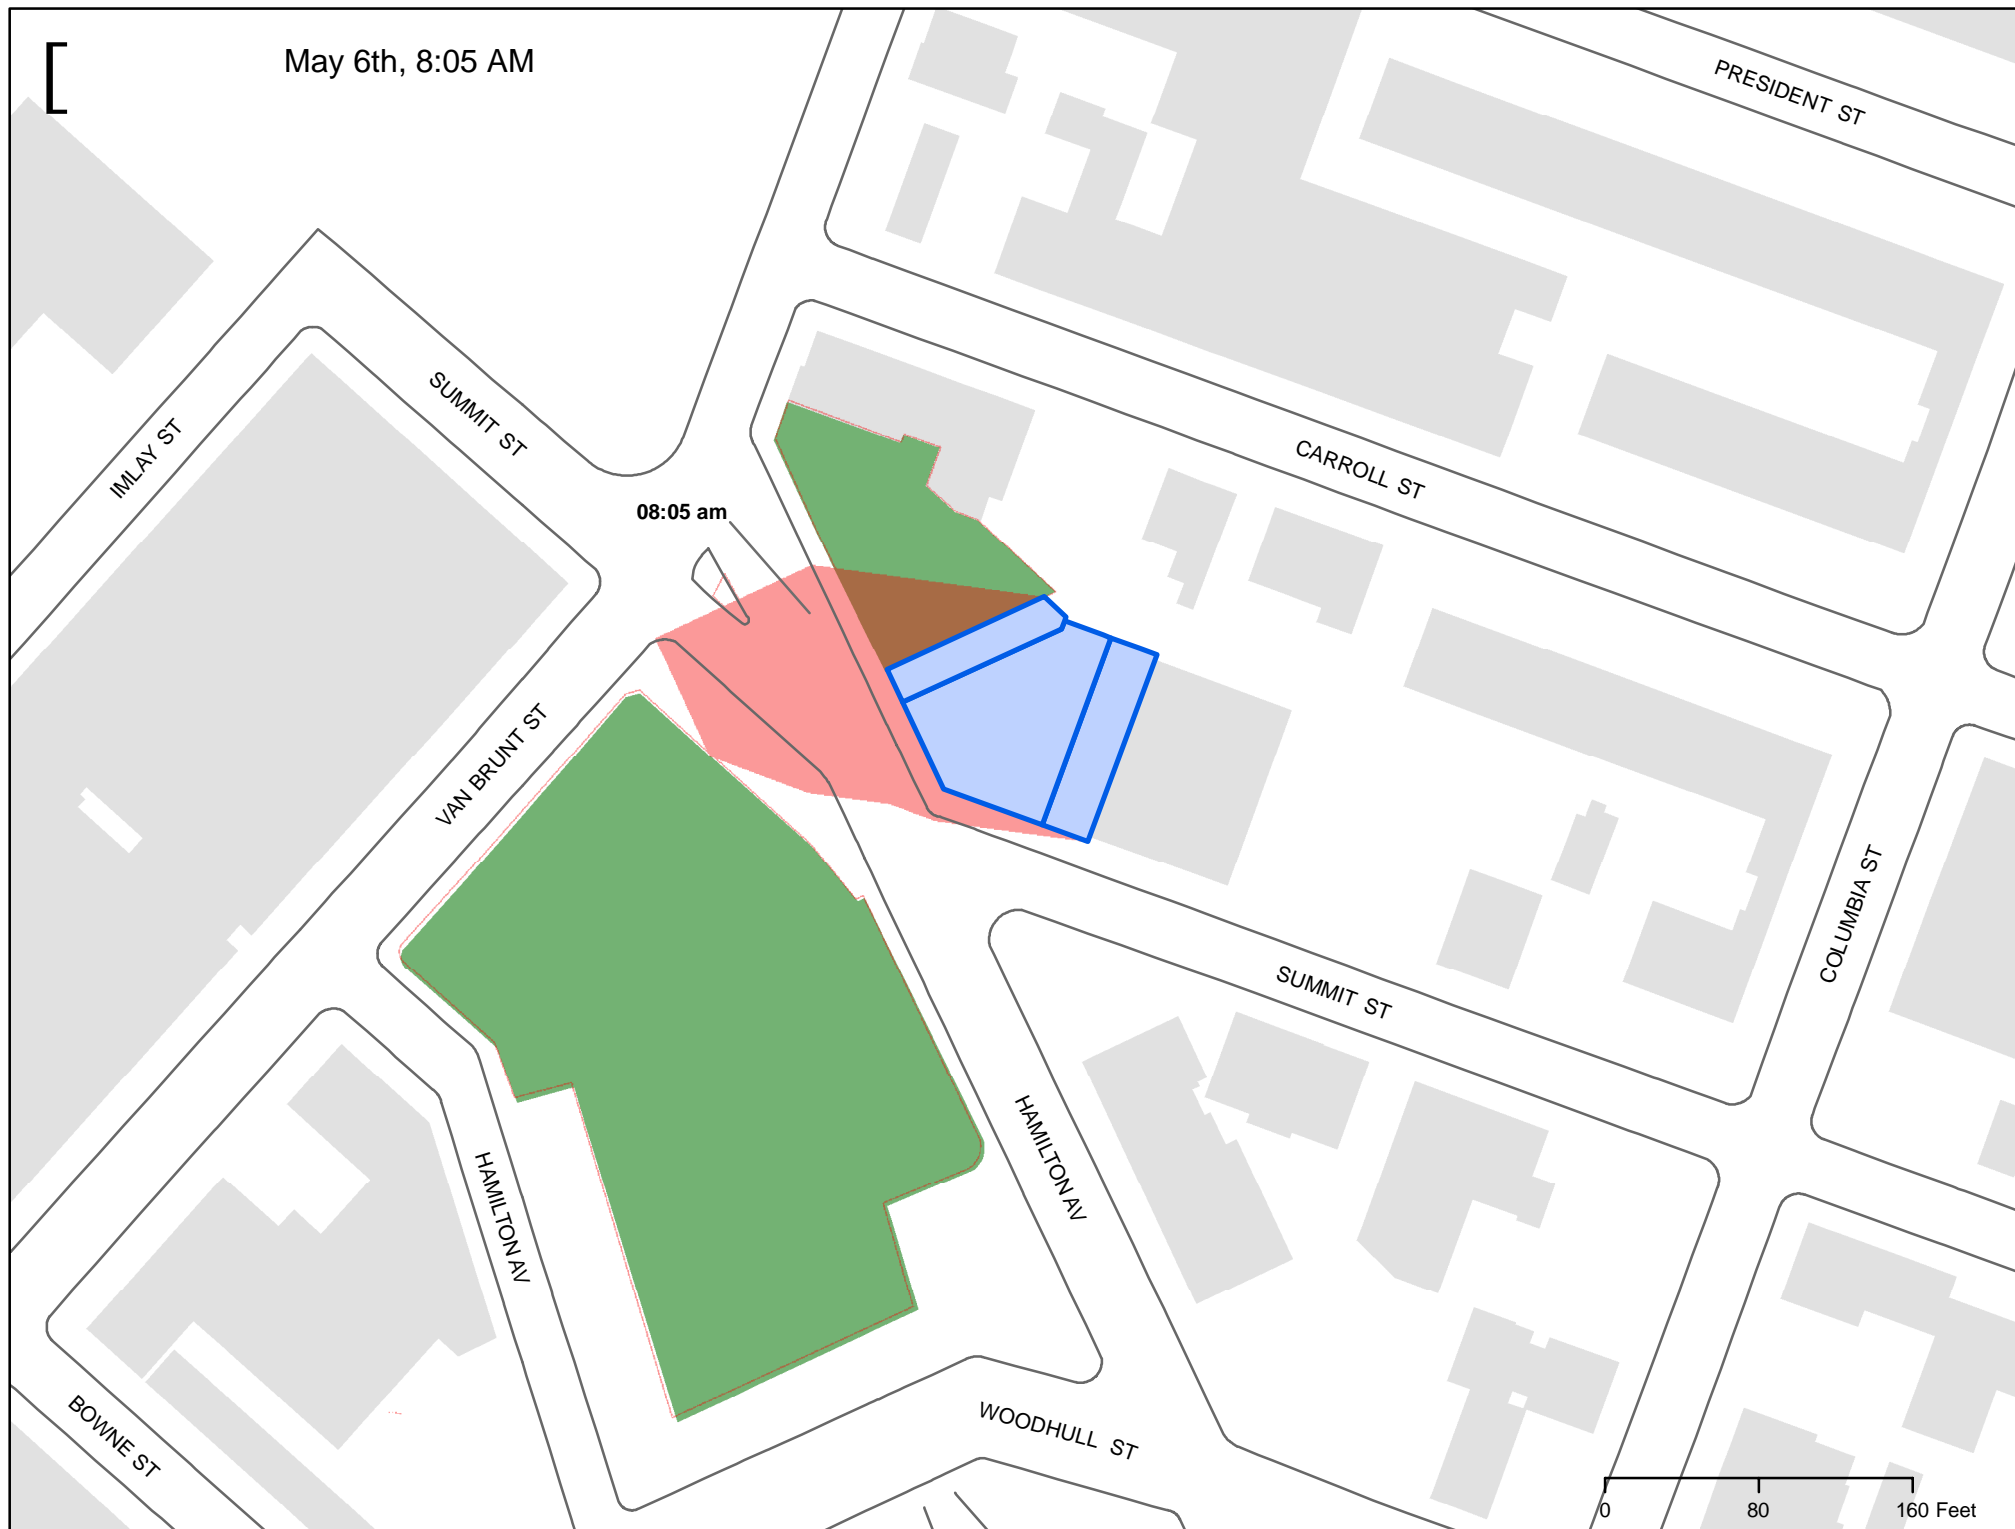 [
May 6th, 8:05 AM
PRESIDENT ST
SUMMIT ST
IMLAY ST
CARROLL ST
08:05 am
VAN BRUNT ST
COLUMBIA ST
SUMMIT ST
HAMILTON AV
HAMILTON AV
WOODHULL ST
BOWNE ST
0 80 160 Feet